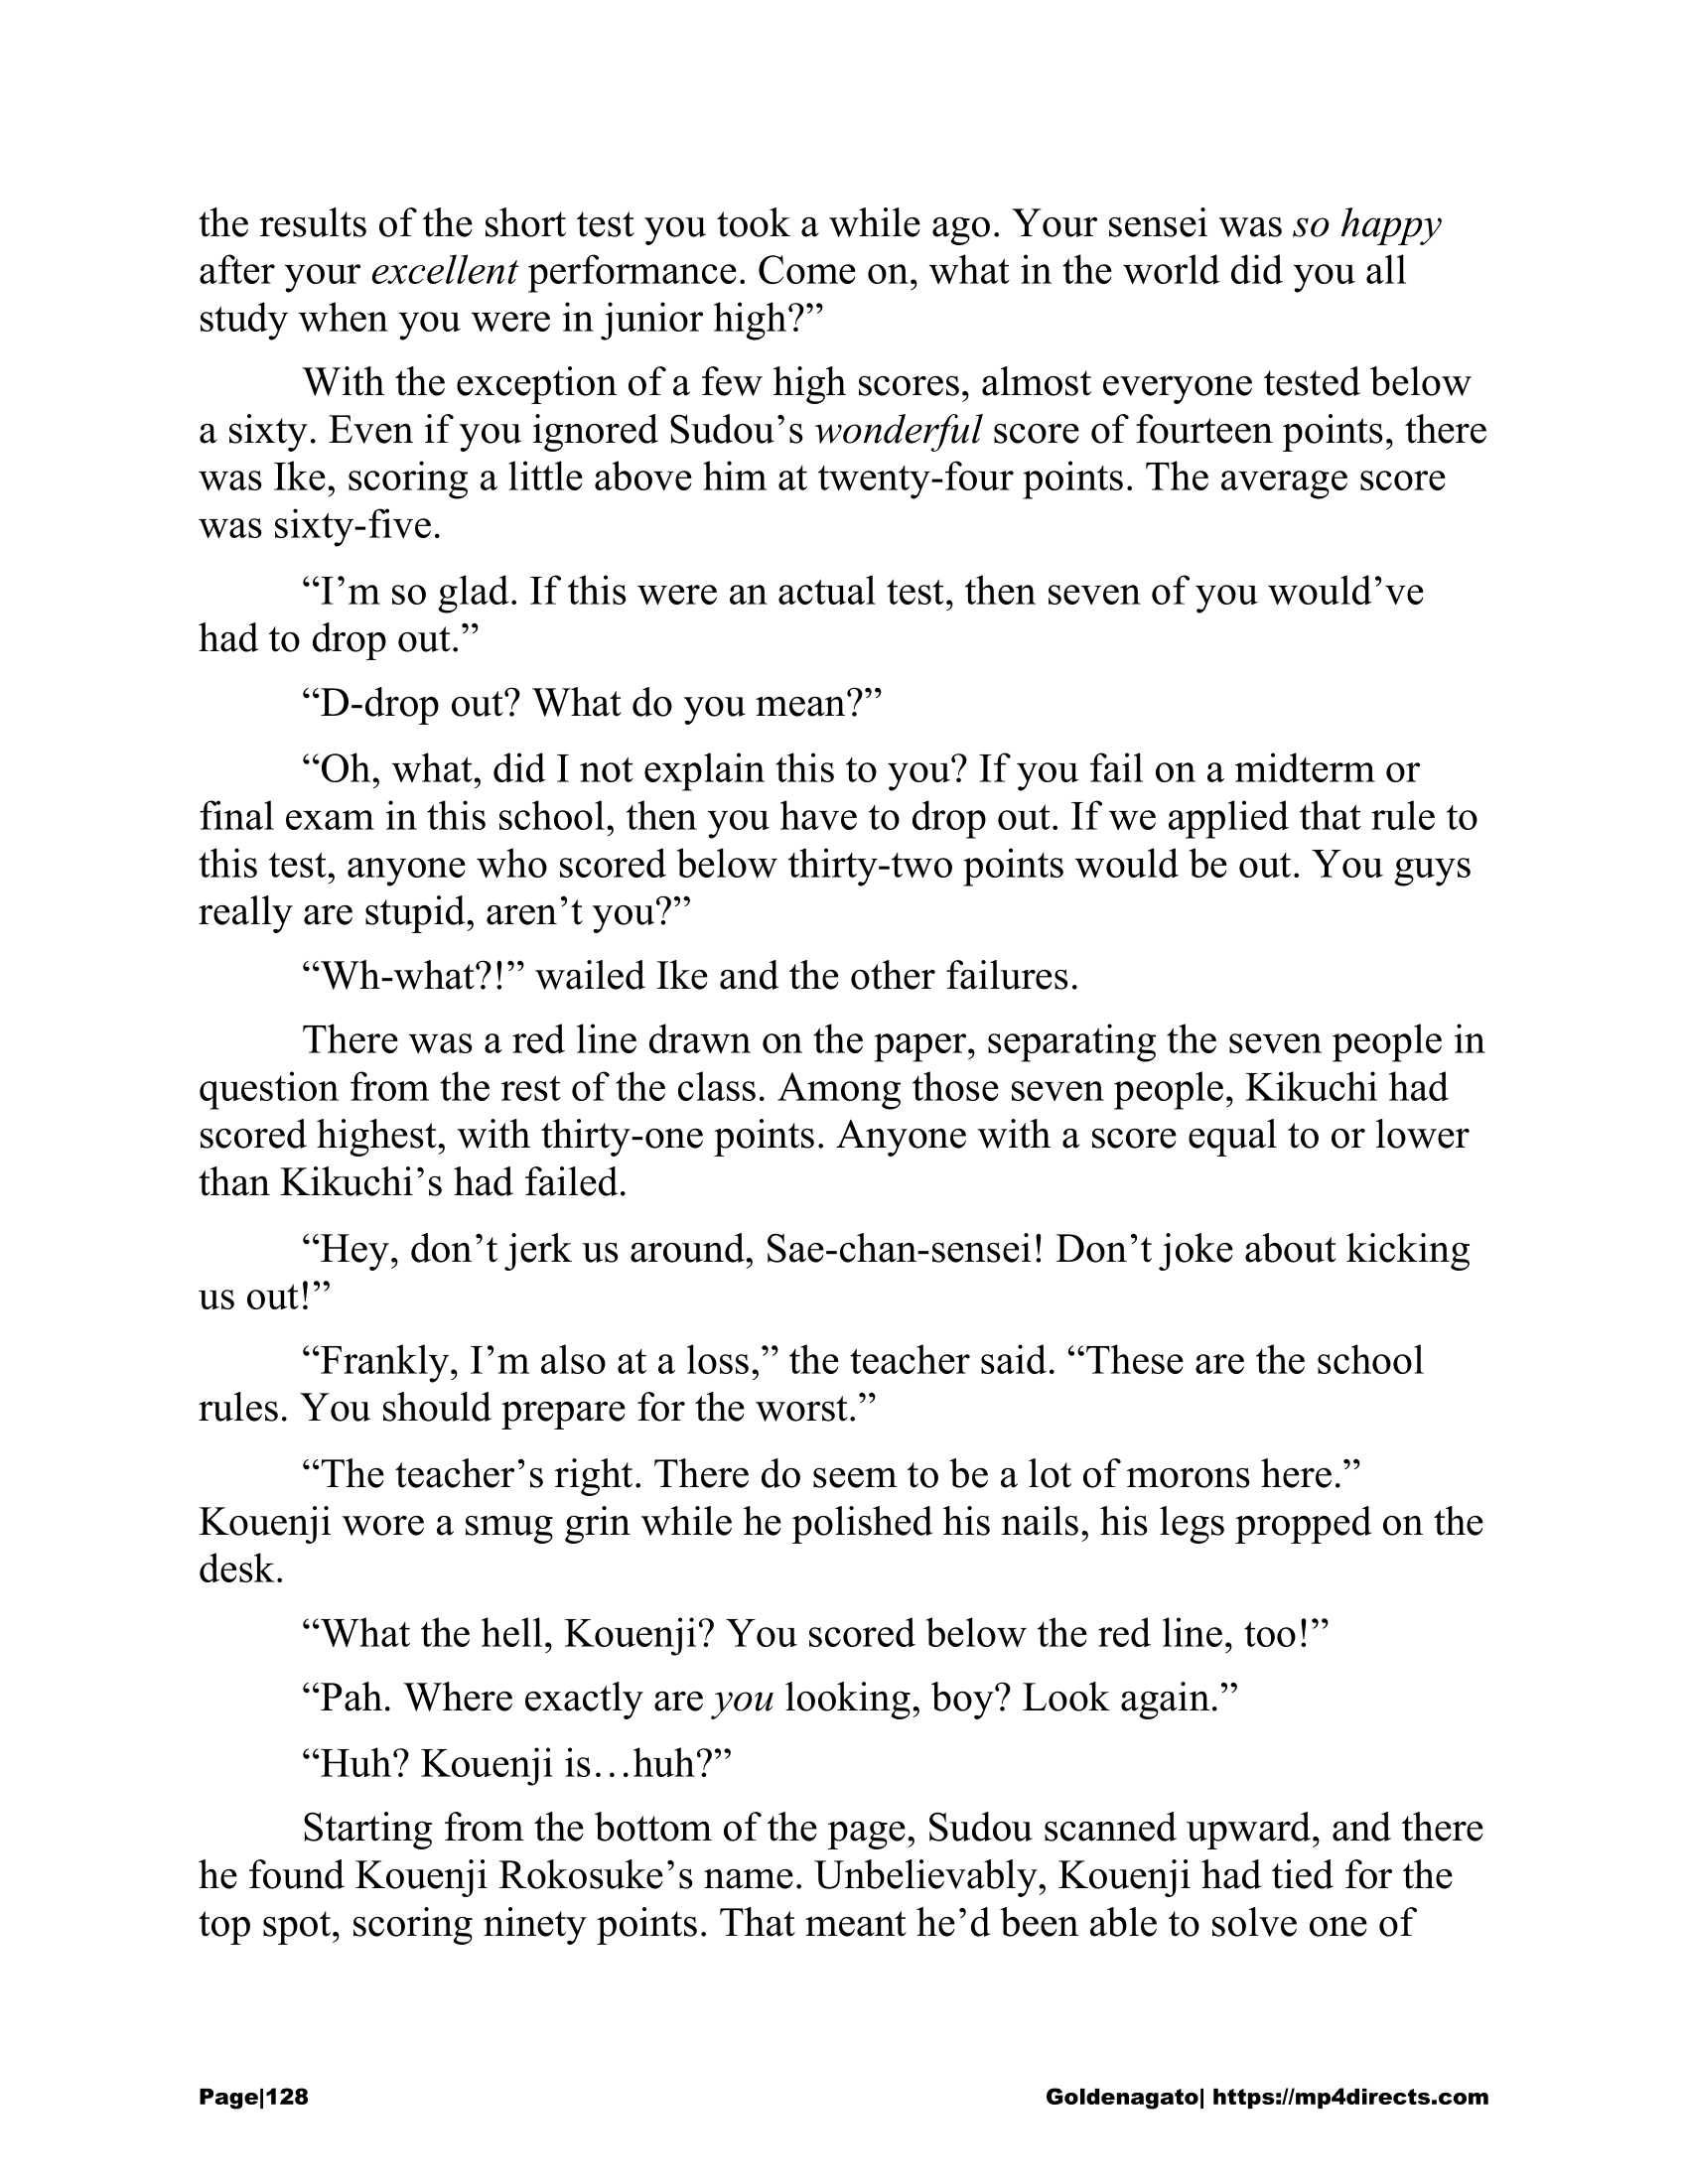 the results of the short test you took a while ago. Your sensei was so happy
after your excellent performance. Come on, what in the world did you all
study when you were in junior high?”
With the exception of a few high scores, almost everyone tested below
a sixty. Even if you ignored Sudou’s wonderful score of fourteen points, there
was Ike, scoring a little above him at twenty-four points. The average score
was sixty-five.
“I’m so glad. If this were an actual test, then seven of you would’ve
had to drop out.”
“D-drop out? What do you mean?”
“Oh, what, did I not explain this to you? If you fail on a midterm or
final exam in this school, then you have to drop out. If we applied that rule to
this test, anyone who scored below thirty-two points would be out. You guys
really are stupid, aren’t you?”
“Wh-what?!” wailed Ike and the other failures.
There was a red line drawn on the paper, separating the seven people in
question from the rest of the class. Among those seven people, Kikuchi had
scored highest, with thirty-one points. Anyone with a score equal to or lower
than Kikuchi’s had failed.
“Hey, don’t jerk us around, Sae-chan-sensei! Don’t joke about kicking
us out!”
“Frankly, I’m also at a loss,” the teacher said. “These are the school
rules. You should prepare for the worst.”
“The teacher’s right. There do seem to be a lot of morons here.”
Kouenji wore a smug grin while he polished his nails, his legs propped on the
desk.
“What the hell, Kouenji? You scored below the red line, too!”
“Pah. Where exactly are you looking, boy? Look again.”
“Huh? Kouenji is…huh?”
Starting from the bottom of the page, Sudou scanned upward, and there
he found Kouenji Rokosuke’s name. Unbelievably, Kouenji had tied for the
top spot, scoring ninety points. That meant he’d been able to solve one of
Page|128 Goldenagato| https://mp4directs.com